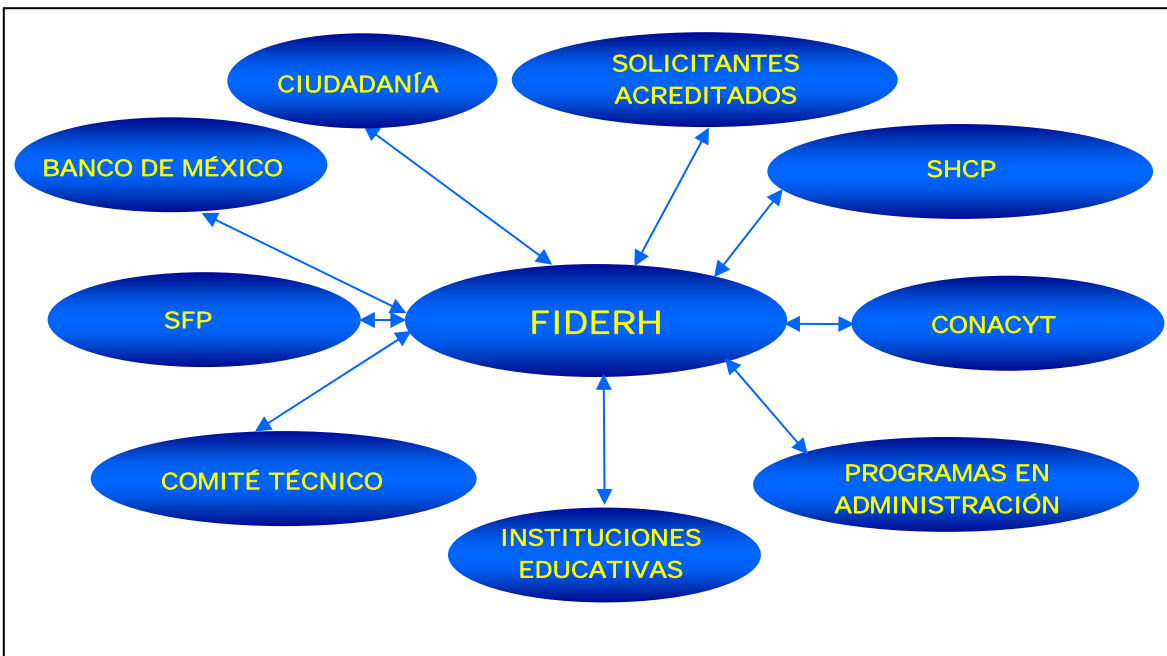 CIUDADANÍA
SOLICITANTES
ACREDITADOS
BANCO DE MÉXICO
SHCP
SFP
FIDERH
CONACYT
COMITÉ TÉCNICO
PROGRAMAS EN
ADMINISTRACIÓN
INSTITUCIONES
EDUCATIVAS